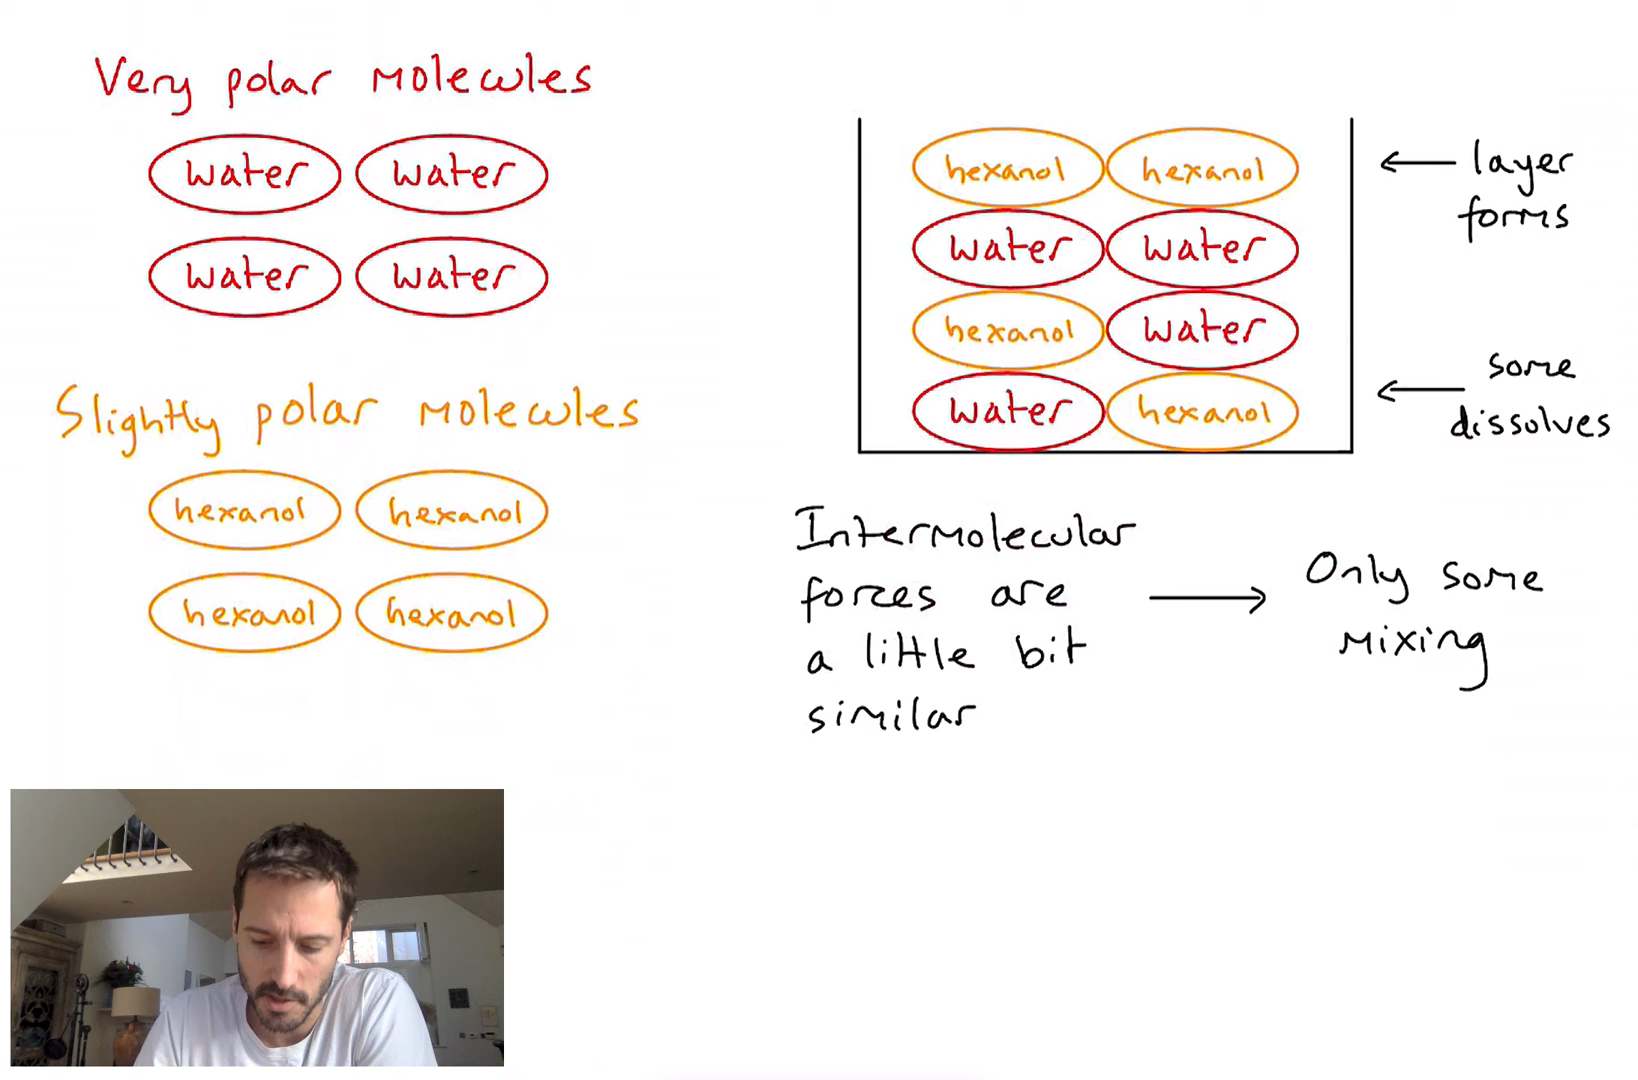 Very polar molecules
water water
water water
Slightly polar molecules
hexanol hexanol
hexanol hexanol
hexanol hexanol
water water
hexanol water
water hexanol
← layer
forms
← some
dissolves
Intermolecular
forces are
a little bit
similar
→ Only some
mixing